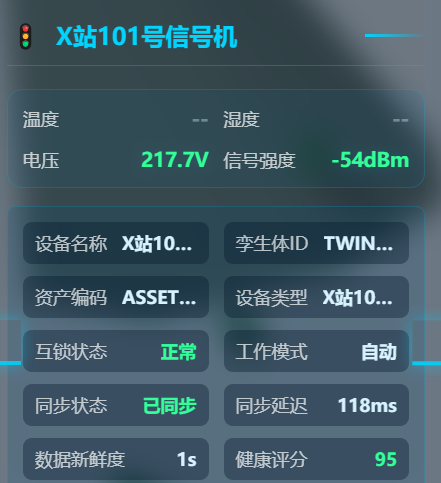 X站101号信号机
温度 -- 湿度 --
电压 217.7V 信号强度 -54dBm
设备名称 X站10... 孪生体ID TWIN...
资产编码 ASSET... 设备类型 X站10...
互锁状态 正常 工作模式 自动
同步状态 已同步 同步延迟 118ms
数据新鲜度 1s 健康评分 95